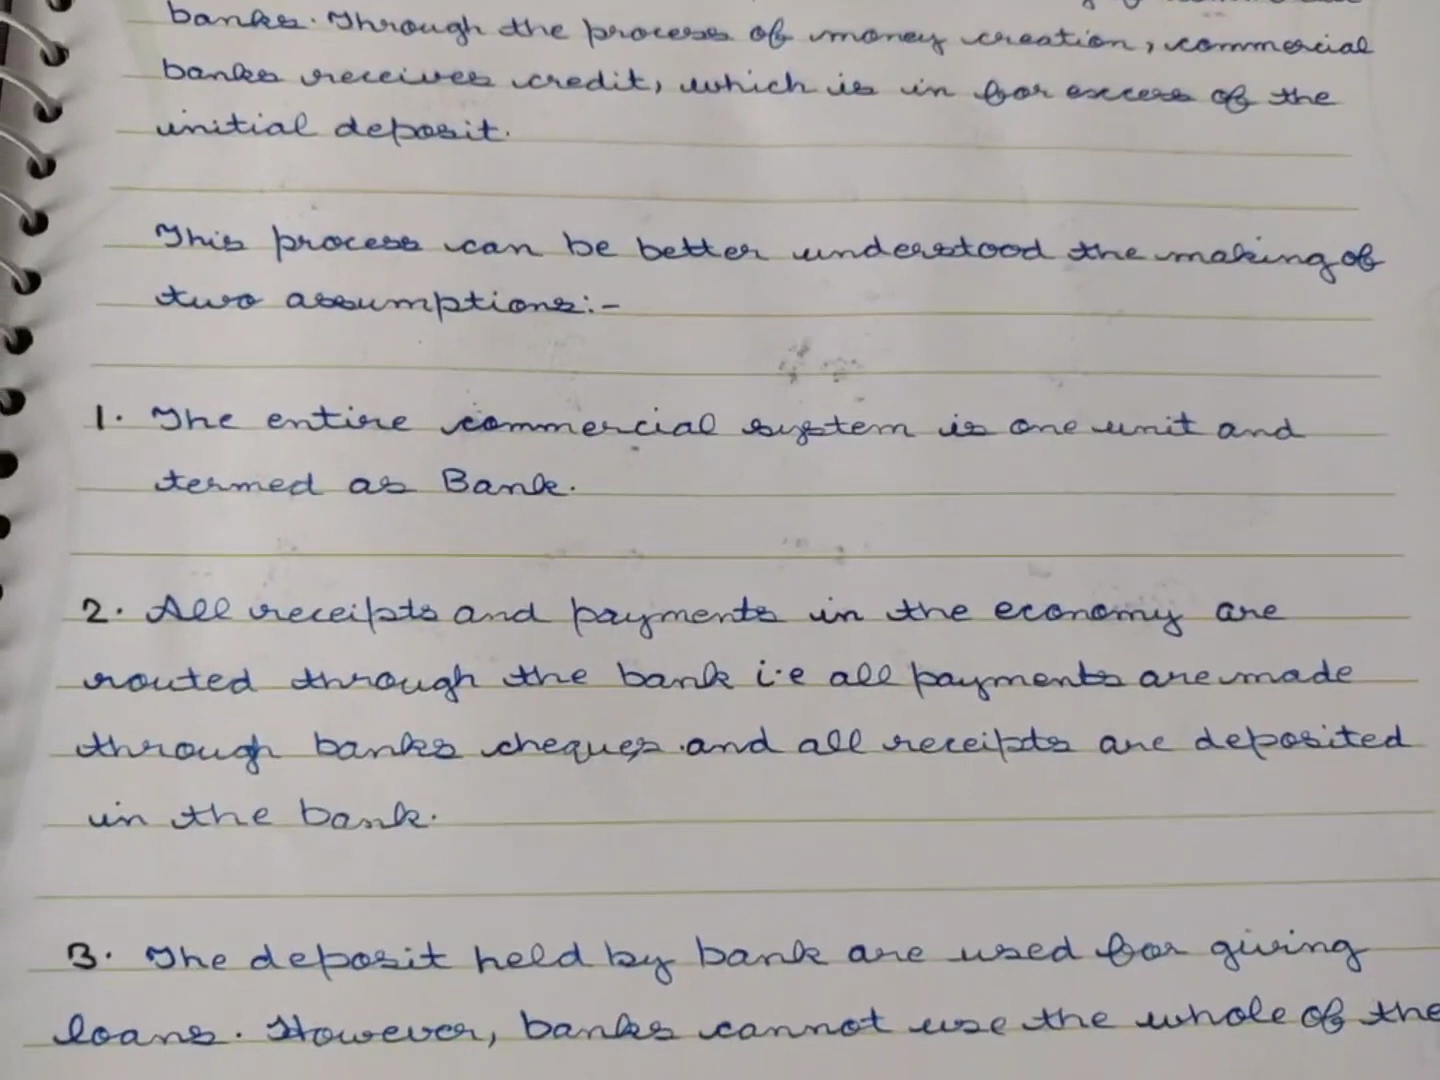 banks. Through the process of money creation, commercial
banks receives credit, which is in for excess of the
initial deposit.
This process can be better understood the making of
two assumptions:-
1. The entire commercial system is one unit and
termed as Bank.
2. All receipts and payments in the economy are
routed through the bank i.e all payments are made
through banks cheques and all receipts are deposited
in the bank.
3. The deposit held by bank are used for giving
loans. However, banks cannot use the whole of the